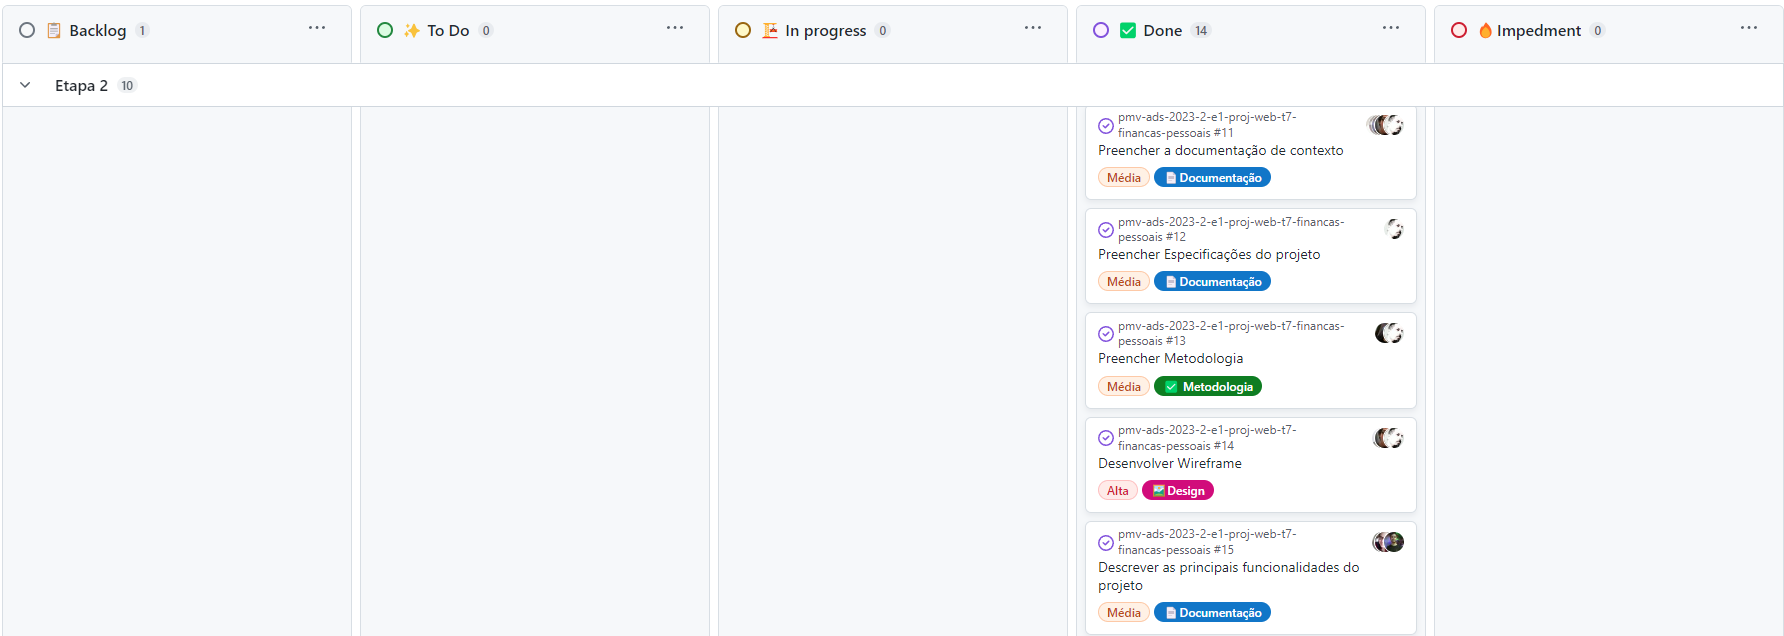 Backlog 1
To Do 0
In progress 0
Done 14
Impedment 0
Etapa 2 10
pmv-ads-2023-2-e1-proj-web-t7-
financas-pessoais #11
Preencher a documentação de contexto
Média Documentação
pmv-ads-2023-2-e1-proj-web-t7-financas-
pessoais #12
Preencher Especificações do projeto
Média Documentação
pmv-ads-2023-2-e1-proj-web-t7-financas-
pessoais #13
Preencher Metodologia
Média Metodologia
pmv-ads-2023-2-e1-proj-web-t7-
financas-pessoais #14
Desenvolver Wireframe
Alta Design
pmv-ads-2023-2-e1-proj-web-t7-
financas-pessoais #15
Descrever as principais funcionalidades do
projeto
Média Documentação